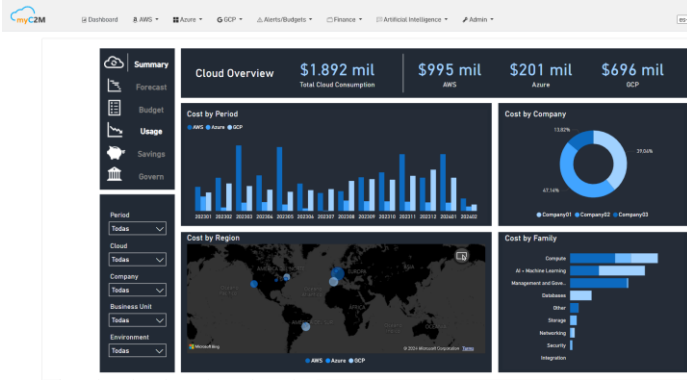 myC2M
Dashboard AWS Azure GCP Alerts/Budgets Finance Artificial Intelligence Admin
Summary
Forecast
Budget
Usage
Savings
Govern
Cloud Overview
$1.892 mil
Total Cloud Consumption
$995 mil
AWS
$201 mil
Azure
$696 mil
GCP
Period
Todas
Cloud
Todas
Company
Todas
Business Unit
Todas
Environment
Todas
Cost by Period
AWS Azure GCP
202301 202302 202303 202304 202305 202306 202307 202308 202309 202310 202311 202312 202401 202402
Cost by Company
13,82%
39,04%
47,14%
Company01 Company02 Company03
Cost by Region
EUROPE
ASIA
AFRICA
Microsoft Bing
© 2024 Microsoft Corporation Terms
AWS Azure GCP
Cost by Family
Compute
AI + Machine Learning
Management and Gove...
Databases
Other
Storage
Networking
Security
Integration